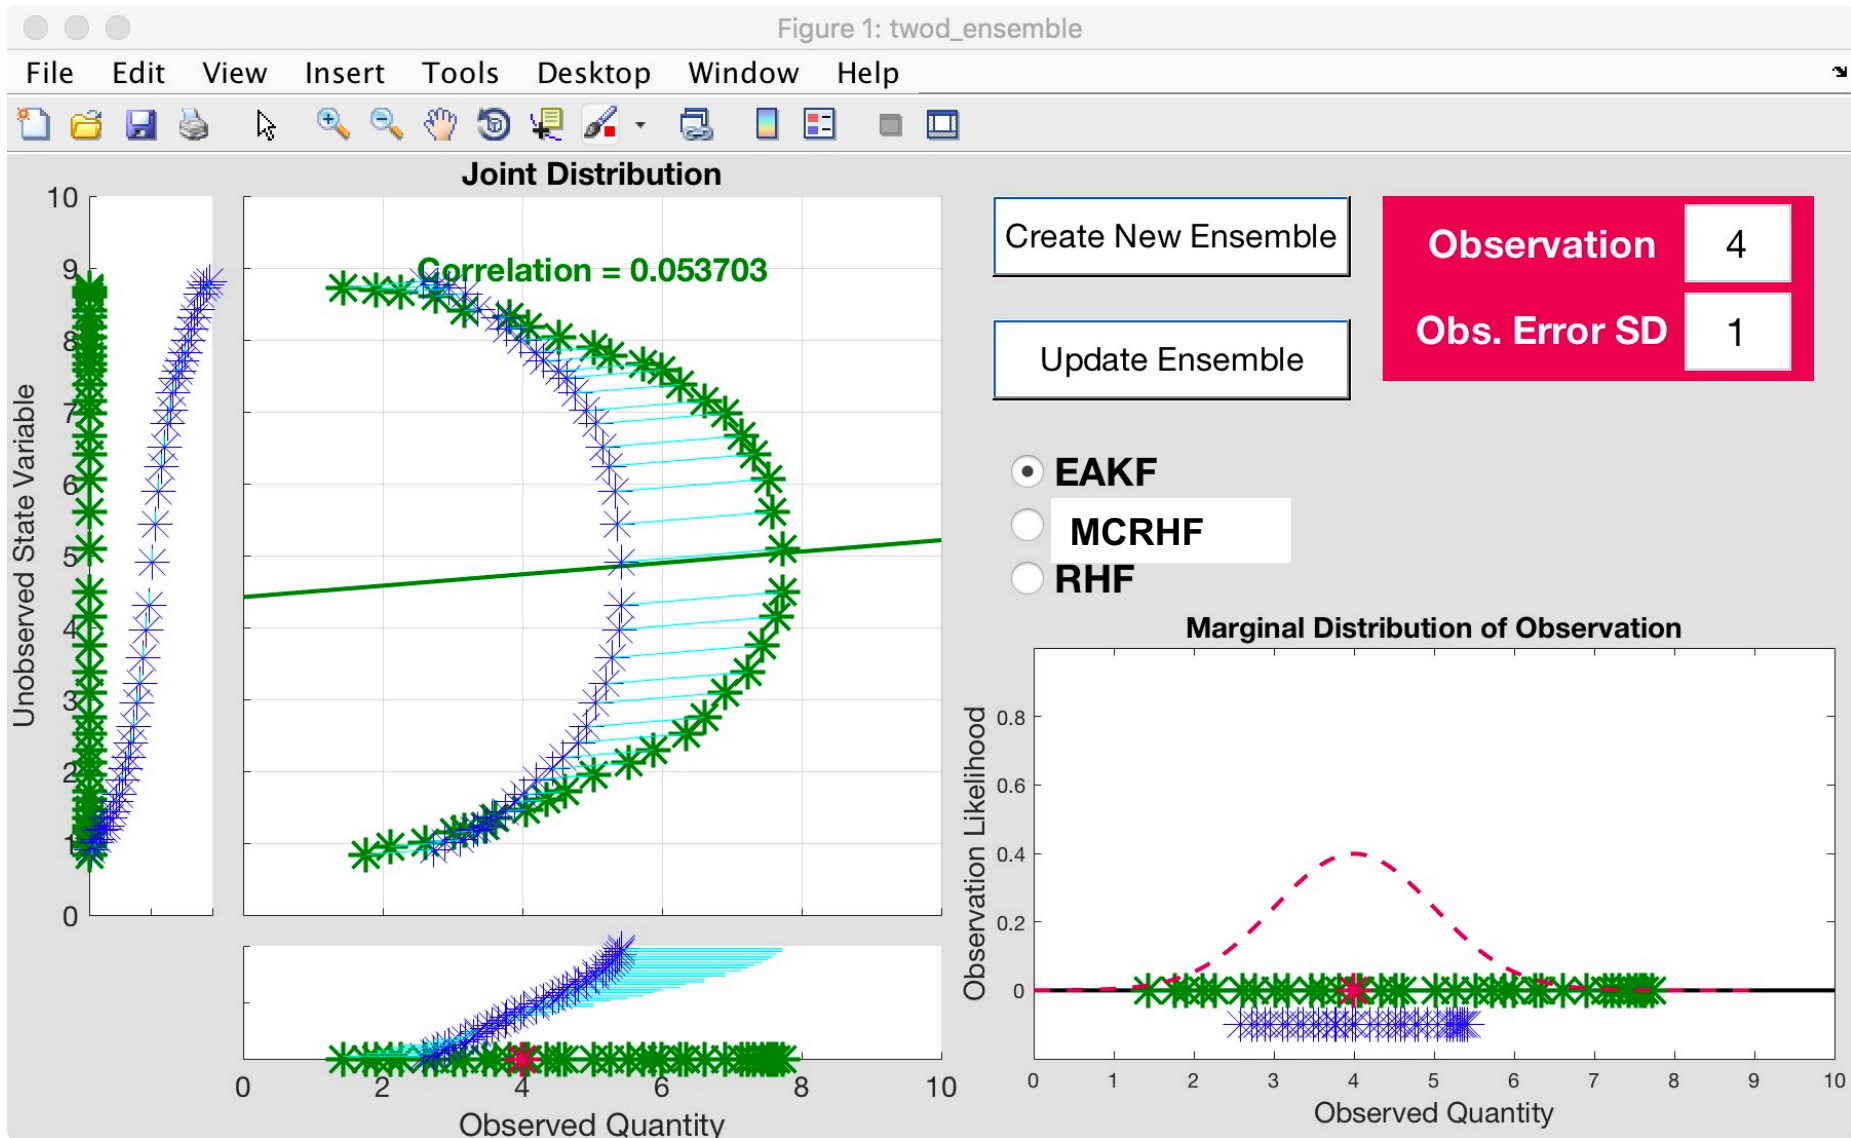 Figure 1: twod_ensemble
File Edit View Insert Tools Desktop Window Help
Joint Distribution
Correlation = 0.053703
Unobserved State Variable
10
9
8
7
6
5
4
3
2
1
0
0 2 4 6 8 10
Observed Quantity
Create New Ensemble
Update Ensemble
Observation 4
Obs. Error SD 1
EAKF
MCRHF
RHF
Marginal Distribution of Observation
Observation Likelihood
0.8
0.6
0.4
0.2
0
0 1 2 3 4 5 6 7 8 9 10
Observed Quantity